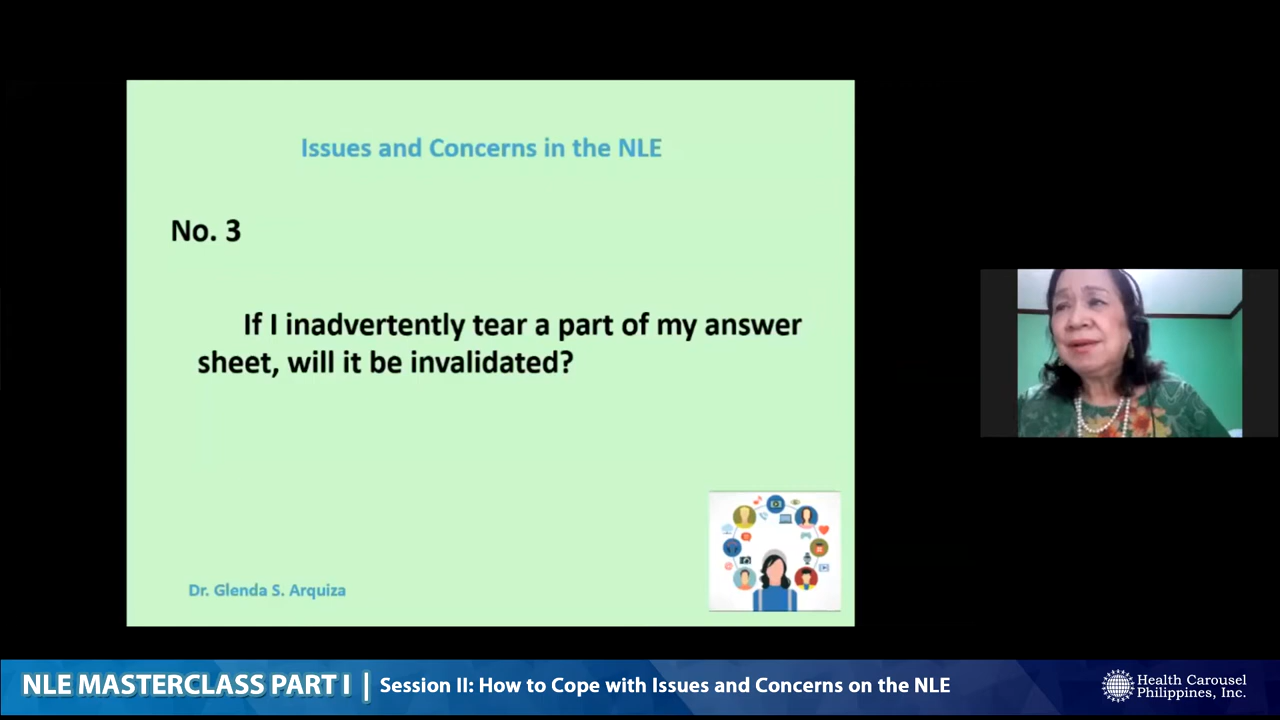 Issues and Concerns in the NLE
No. 3
If I inadvertently tear a part of my answer
sheet, will it be invalidated?
Dr. Glenda S. Arquiza
NLE MASTERCLASS PART I | Session II: How to Cope with Issues and Concerns on the NLE
Health Carousel
Philippines, Inc.